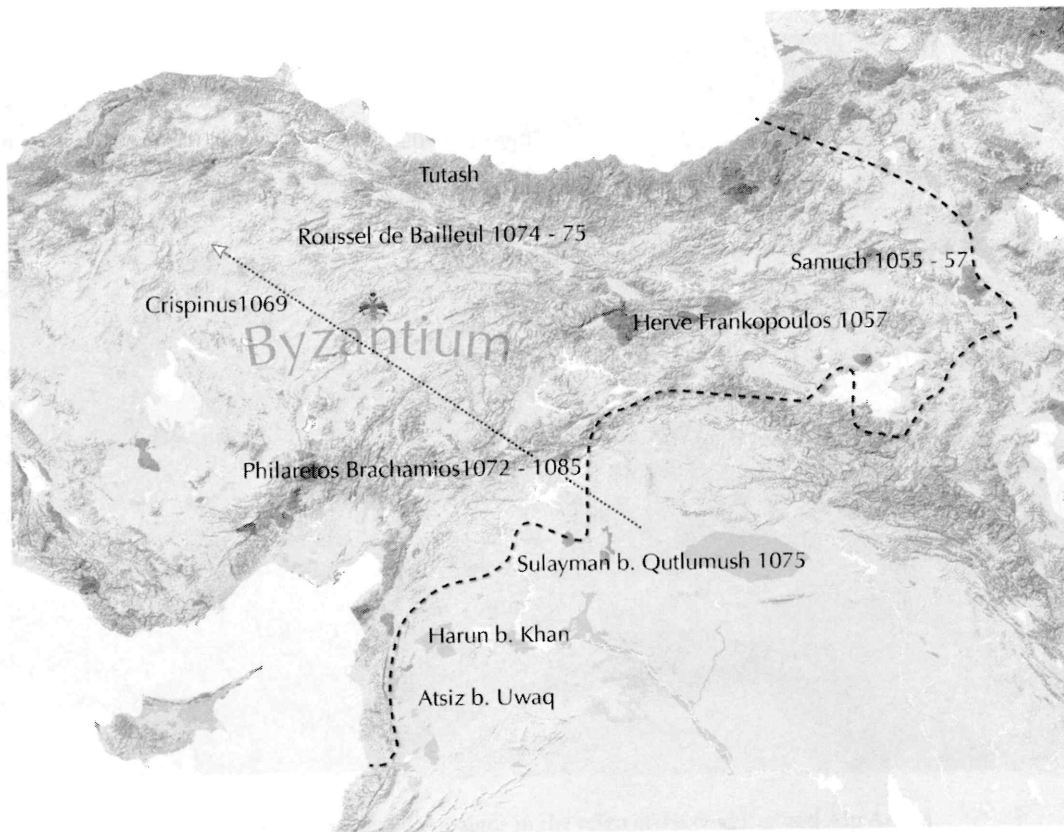 Tutash
Roussel de Bailleul 1074 - 75
Samuch 1055 - 57
Crispinus1069
Herve Frankopoulos 1057
Byzantium
Philaretos Brachamios1072 - 1085
Sulayman b. Qutlumush 1075
Harun b. Khan
Atsiz b. Uwaq